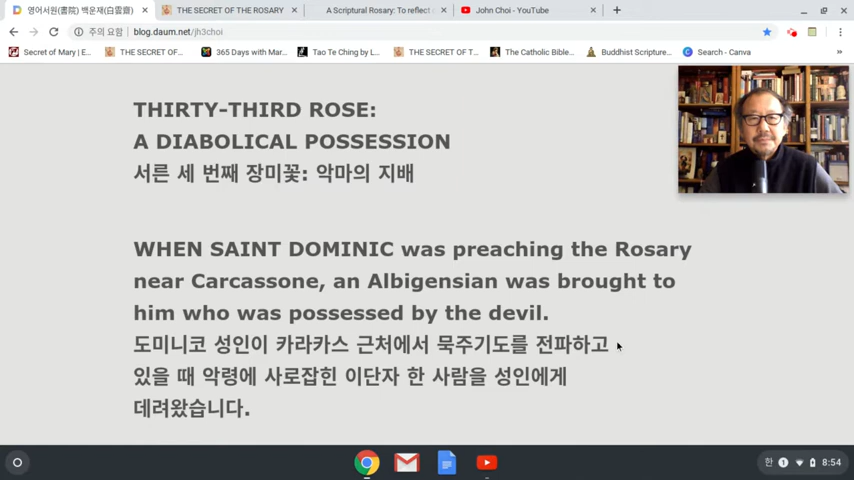 영어서원(書院) 백운재(白雲齋)
THE SECRET OF THE ROSARY
A Scriptural Rosary: To reflect
John Choi - YouTube
주의 요함
blog.daum.net/jh3choi
Secret of Mary | E...
THE SECRET OF...
365 Days with Mar...
Tao Te Ching by L...
THE SECRET OF T...
The Catholic Bible...
Buddhist Scripture...
Search - Canva
THIRTY-THIRD ROSE:
A DIABOLICAL POSSESSION
서른 세 번째 장미꽃: 악마의 지배
WHEN SAINT DOMINIC was preaching the Rosary
near Carcassone, an Albigensian was brought to
him who was possessed by the devil.
도미니코 성인이 카라카스 근처에서 묵주기도를 전파하고
있을 때 악령에 사로잡힌 이단자 한 사람을 성인에게
데려왔습니다.
한
1
8:54